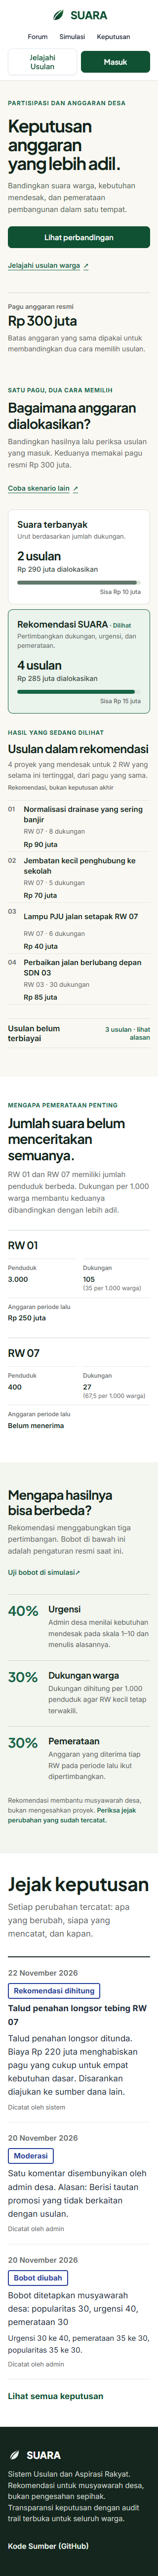 SUARA
Forum Simulasi Keputusan
Jelajahi
Usulan
Masuk
PARTISIPASI DAN ANGGARAN DESA
Keputusan
anggaran
yang lebih adil.
Bandingkan suara warga, kebutuhan
mendesak, dan pemerataan
pembangunan dalam satu tempat.
Lihat perbandingan
Jelajahi usulan warga ↗
Pagu anggaran resmi
Rp 300 juta
Batas anggaran yang sama dipakai untuk
membandingkan dua cara memilih usulan.
SATU PAGU, DUA CARA MEMILIH
Bagaimana anggaran
dialokasikan?
Bandingkan hasilnya lalu periksa usulan
yang masuk. Keduanya memakai pagu
resmi Rp 300 juta.
Coba skenario lain ↗
Suara terbanyak
Urut berdasarkan jumlah dukungan.
2 usulan
Rp 290 juta dialokasikan
Sisa Rp 10 juta
Rekomendasi SUARA · Dilihat
Pertimbangkan dukungan, urgensi, dan
pemerataan.
4 usulan
Rp 285 juta dialokasikan
Sisa Rp 15 juta
HASIL YANG SEDANG DILIHAT
Usulan dalam rekomendasi
4 proyek yang mendesak untuk 2 RW yang
selama ini tertinggal, dari pagu yang sama.
Rekomendasi, bukan keputusan akhir
01 Normalisasi drainase yang sering
banjir
RW 07 · 8 dukungan
Rp 90 juta
02 Jembatan kecil penghubung ke
sekolah
RW 07 · 5 dukungan
Rp 70 juta
03 Lampu PJU jalan setapak RW 07
RW 07 · 6 dukungan
Rp 40 juta
04 Perbaikan jalan berlubang depan
SDN 03
RW 03 · 30 dukungan
Rp 85 juta
Usulan belum
terbiayai
3 usulan · lihat
alasan
MENGAPA PEMERATAAN PENTING
Jumlah suara belum
menceritakan
semuanya.
RW 01 dan RW 07 memiliki jumlah
penduduk berbeda. Dukungan per 1.000
warga membantu keduanya
dibandingkan dengan lebih adil.
RW 01
Penduduk Dukungan
3.000 105
(35 per 1.000 warga)
Anggaran periode lalu
Rp 250 juta
RW 07
Penduduk Dukungan
400 27
(67,5 per 1.000 warga)
Anggaran periode lalu
Belum menerima
Mengapa hasilnya
bisa berbeda?
Rekomendasi menggabungkan tiga
pertimbangan. Bobot di bawah ini
adalah pengaturan resmi saat ini.
Uji bobot di simulasi↗
40% Urgensi
Admin desa menilai kebutuhan
mendesak pada skala 1–10 dan
menulis alasannya.
30% Dukungan warga
Dukungan dihitung per 1.000
penduduk agar RW kecil tetap
terwakili.
30% Pemerataan
Anggaran yang diterima tiap
RW pada periode lalu ikut
dipertimbangkan.
Rekomendasi membantu musyawarah desa,
bukan mengesahkan proyek. Periksa jejak
perubahan yang sudah tercatat.
Jejak keputusan
Setiap perubahan tercatat: apa
yang berubah, siapa yang
mencatat, dan kapan.
22 November 2026
Rekomendasi dihitung
Talud penahan longsor tebing RW
07
Talud penahan longsor ditunda.
Biaya Rp 220 juta menghabiskan
pagu yang cukup untuk empat
kebutuhan dasar. Disarankan
diajukan ke sumber dana lain.
Dicatat oleh sistem
20 November 2026
Moderasi
Satu komentar disembunyikan oleh
admin desa. Alasan: Berisi tautan
promosi yang tidak berkaitan
dengan usulan.
Dicatat oleh admin
20 November 2026
Bobot diubah
Bobot ditetapkan musyawarah
desa: popularitas 30, urgensi 40,
pemerataan 30
Urgensi 30 ke 40, pemerataan 35 ke 30,
popularitas 35 ke 30.
Dicatat oleh admin
Lihat semua keputusan
SUARA
Sistem Usulan dan Aspirasi Rakyat.
Rekomendasi untuk musyawarah desa,
bukan pengesahan sepihak.
Transparansi keputusan dengan audit
trail terbuka untuk seluruh warga.
Kode Sumber (GitHub)